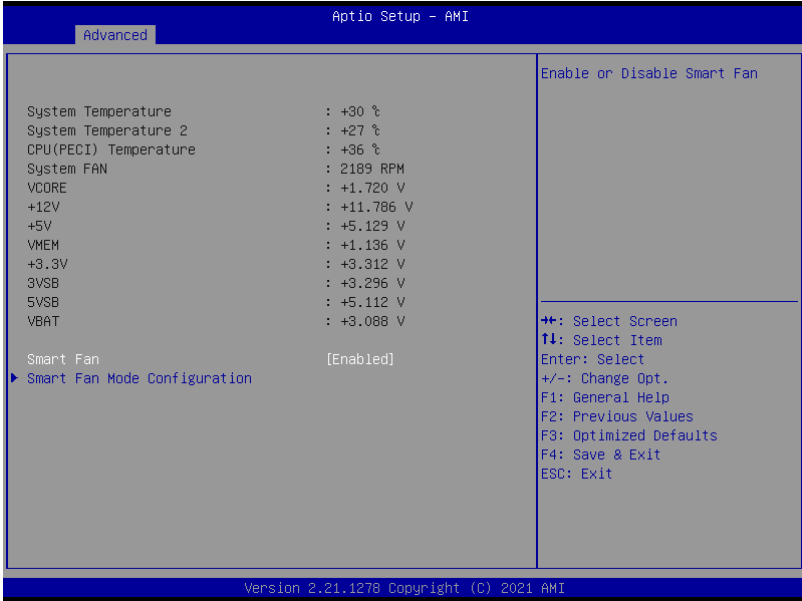 Aptio Setup – AMI
Advanced
Enable or Disable Smart Fan
System Temperature : +30 ℃
System Temperature 2 : +27 ℃
CPU(PECI) Temperature : +36 ℃
System FAN : 2189 RPM
VCORE : +1.720 V
+12V : +11.786 V
+5V : +5.129 V
VMEM : +1.136 V
+3.3V : +3.312 V
3VSB : +3.296 V
5VSB : +5.112 V
VBAT : +3.088 V
Smart Fan [Enabled]
Smart Fan Mode Configuration
→←: Select Screen
↑↓: Select Item
Enter: Select
+/-: Change Opt.
F1: General Help
F2: Previous Values
F3: Optimized Defaults
F4: Save & Exit
ESC: Exit
Version 2.21.1278 Copyright (C) 2021 AMI